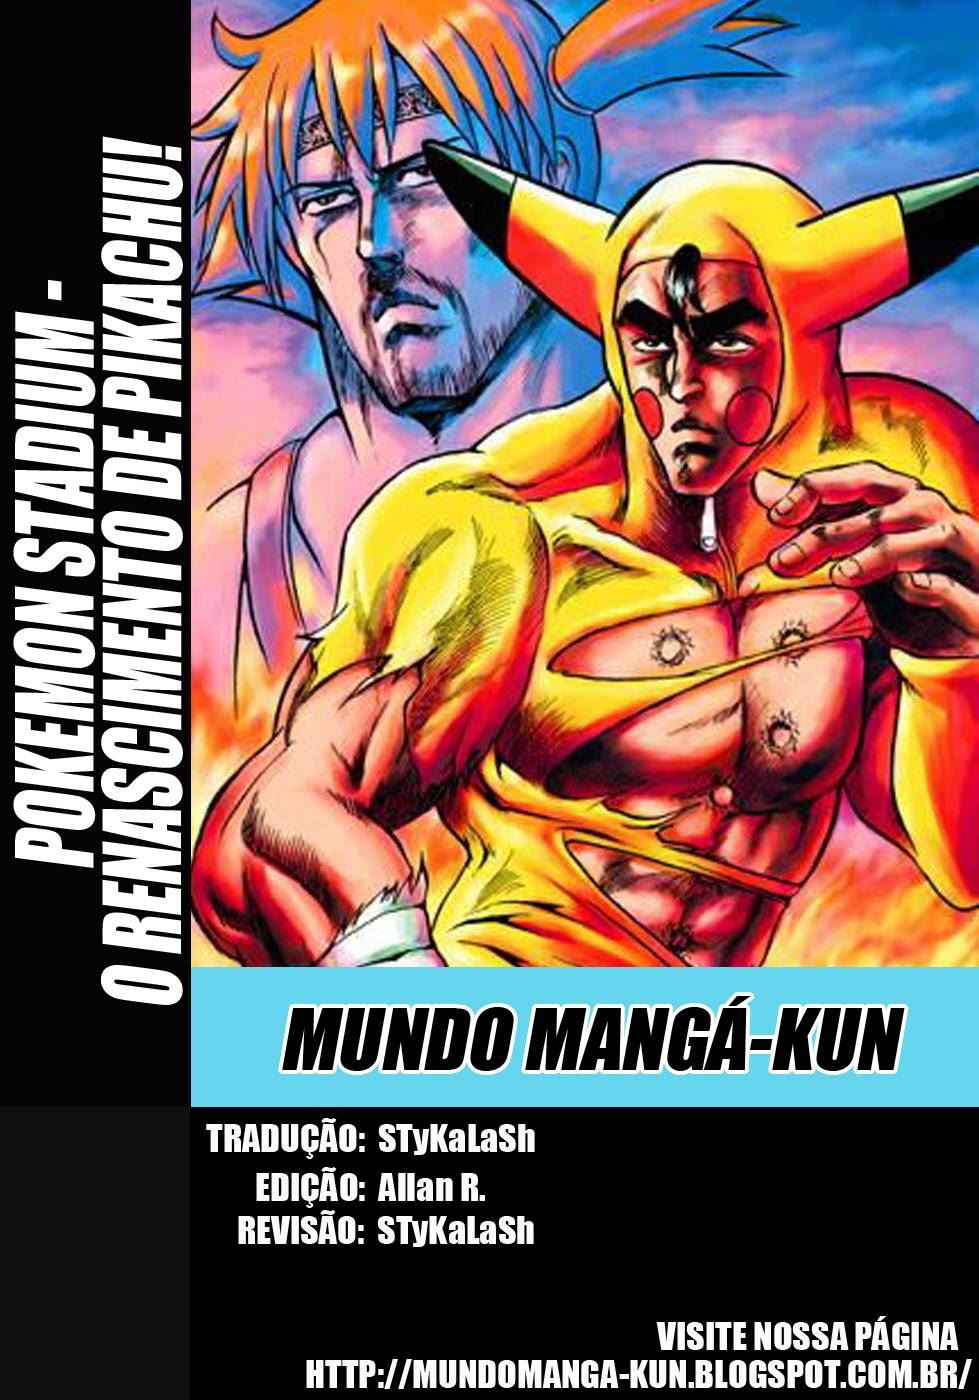 POKEMON STADIUM -
O RENASCIMENTO DE PIKACHU!
MUNDO MANGÁ-KUN
TRADUÇÃO: STyKaLaSh
EDIÇÃO: Allan R.
REVISÃO: STyKaLaSh
VISITE NOSSA PÁGINA
HTTP://MUNDOMANGA-KUN.BLOGSPOT.COM.BR/